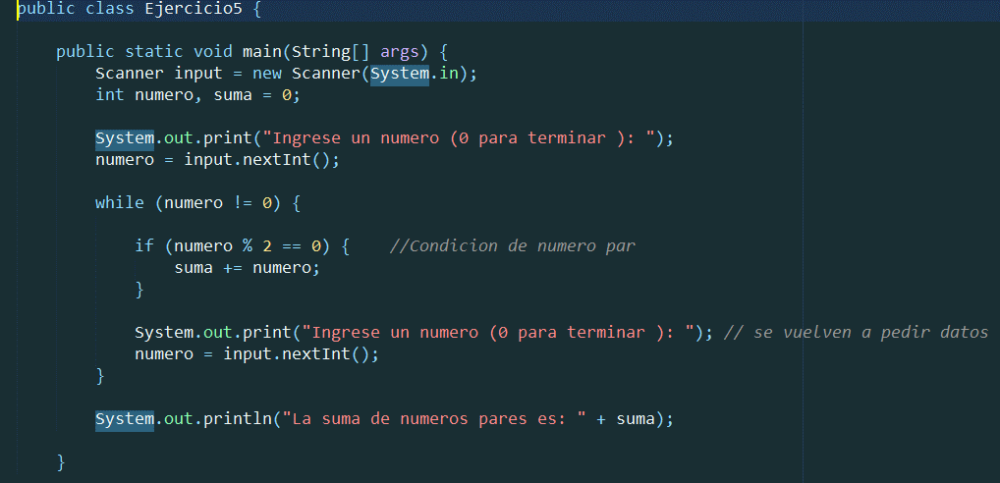 public class Ejercicio5 {
public static void main(String[] args) {
Scanner input = new Scanner(System.in);
int numero, suma = 0;
System.out.print("Ingrese un numero (0 para terminar ): ");
numero = input.nextInt();
while (numero != 0) {
if (numero % 2 == 0) {    //Condicion de numero par
suma += numero;
}
System.out.print("Ingrese un numero (0 para terminar ): "); // se vuelven a pedir datos
numero = input.nextInt();
}
System.out.println("La suma de numeros pares es: " + suma);
}